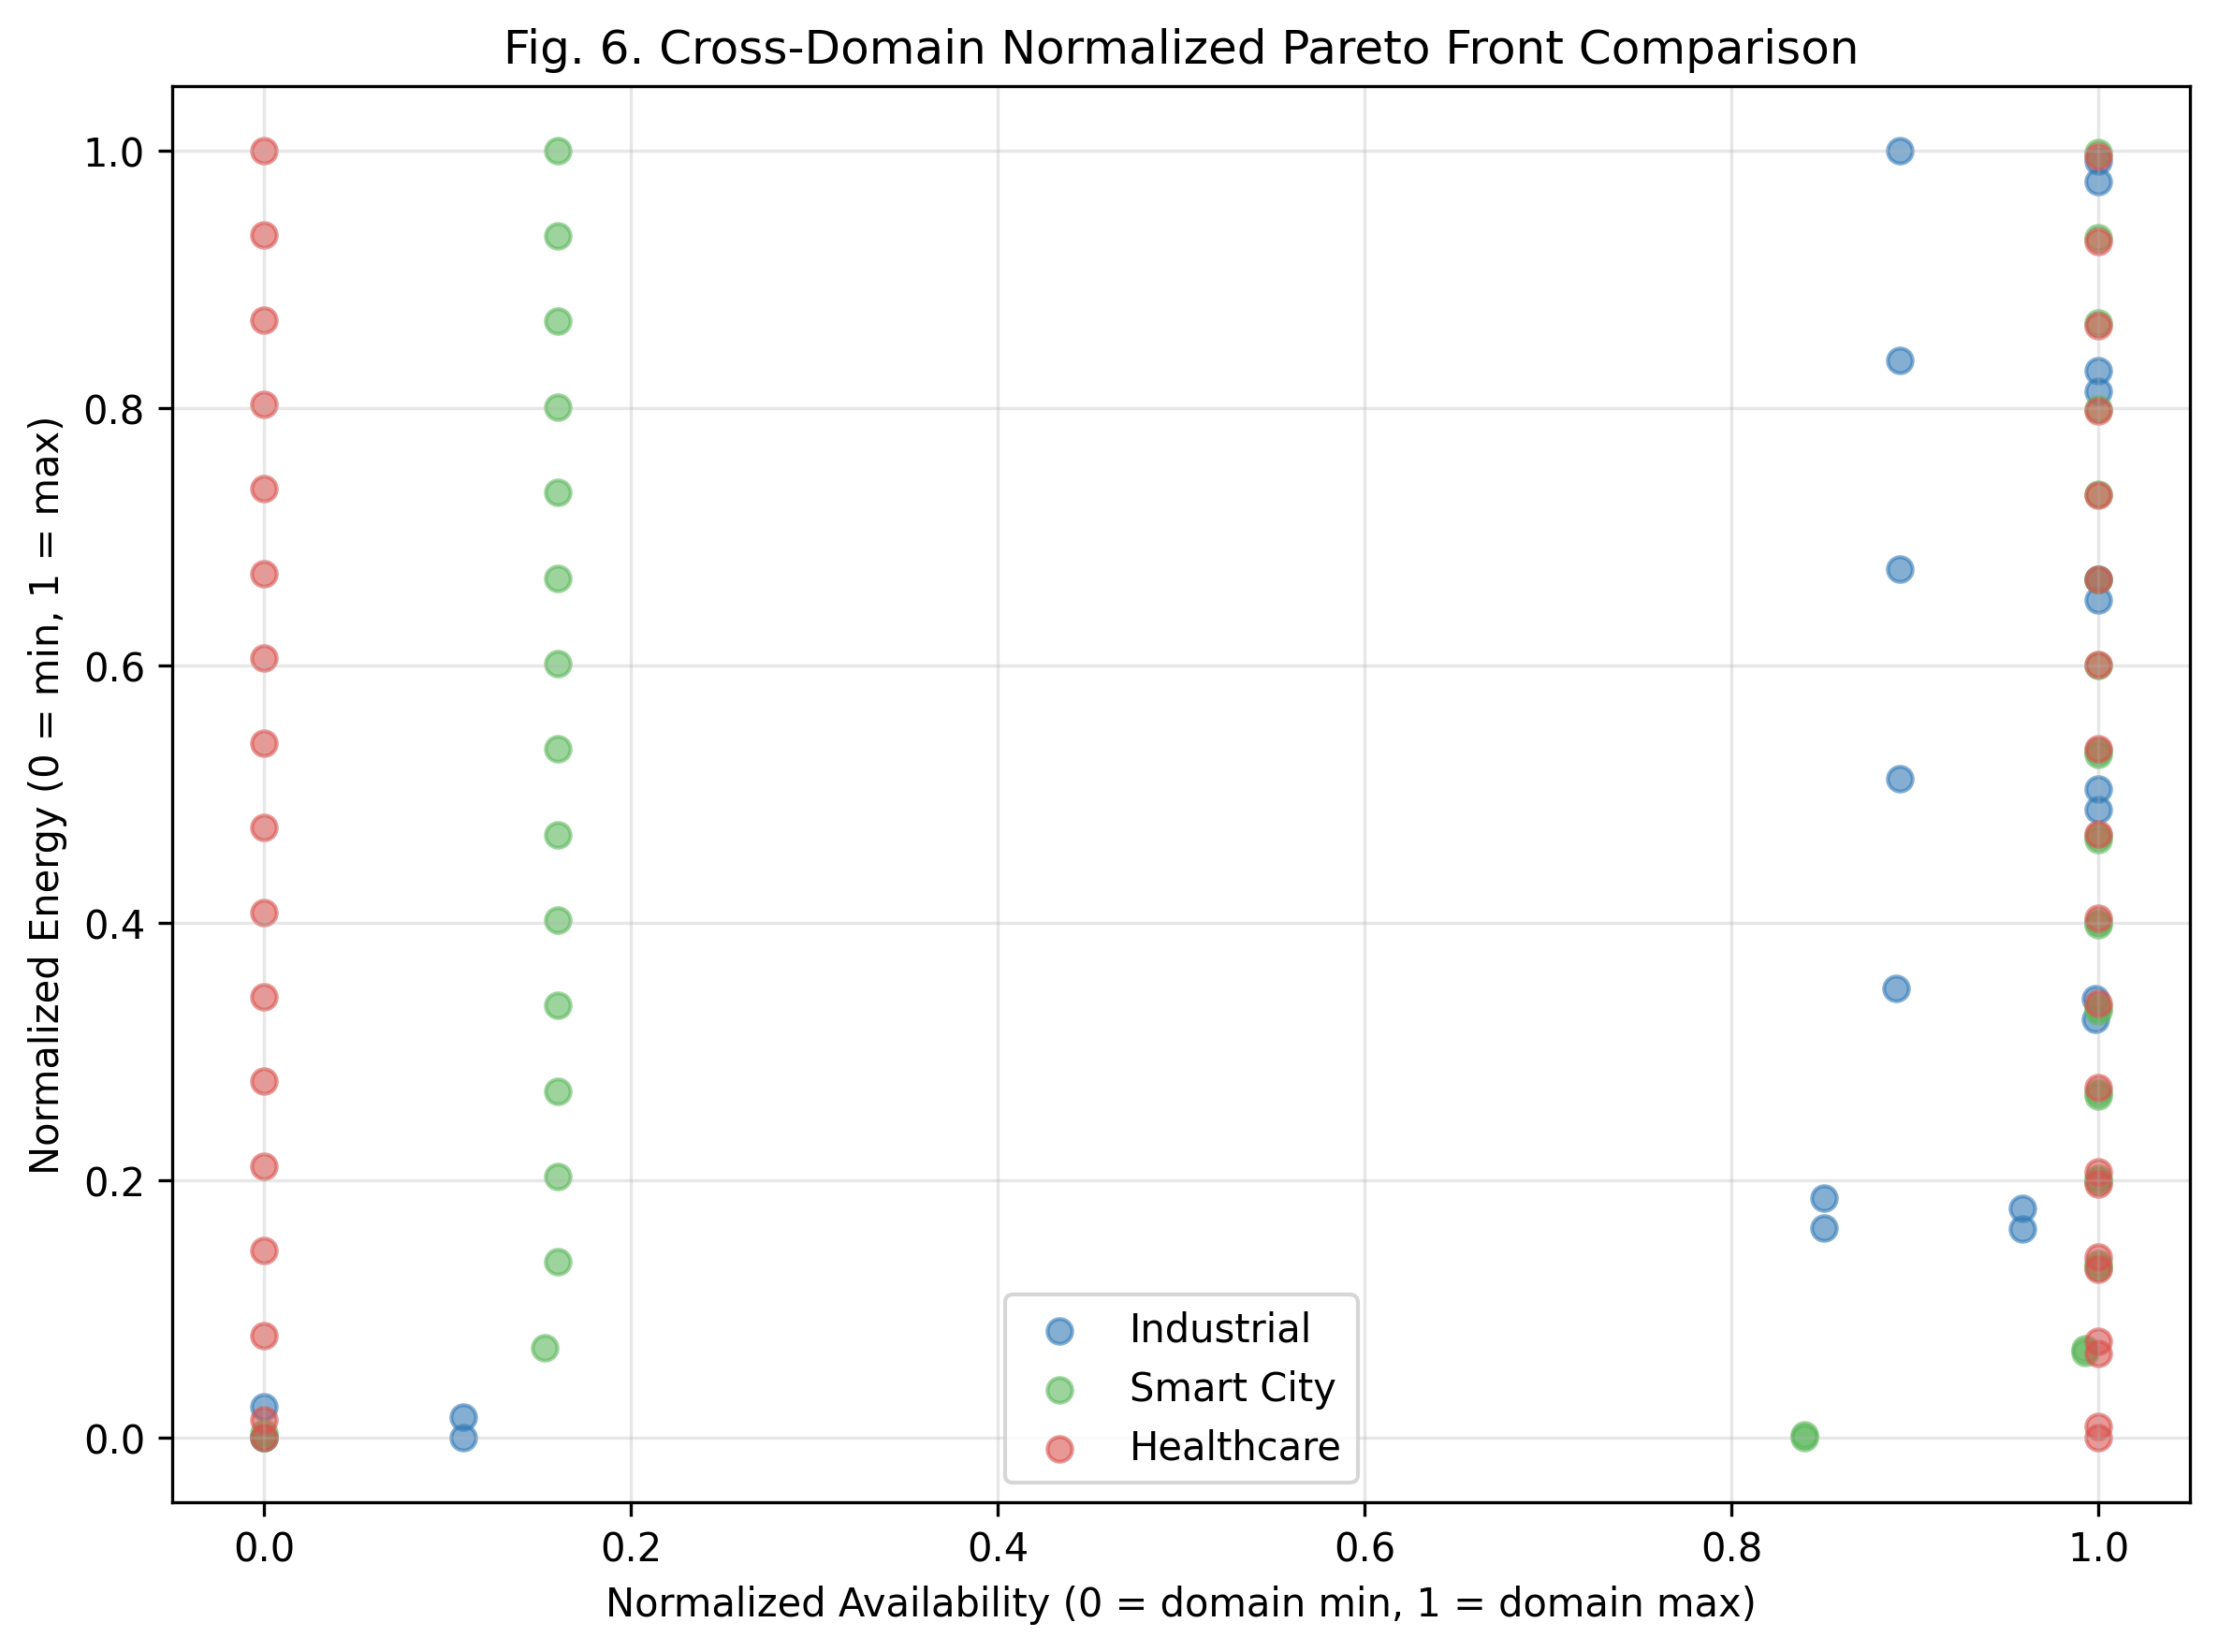 Fig. 6. Cross-Domain Normalized Pareto Front Comparison
Normalized Energy (0 = min, 1 = max)
1.0
0.8
0.6
0.4
0.2
0.0
Industrial
Smart City
Healthcare
0.0 0.2 0.4 0.6 0.8 1.0
Normalized Availability (0 = domain min, 1 = domain max)